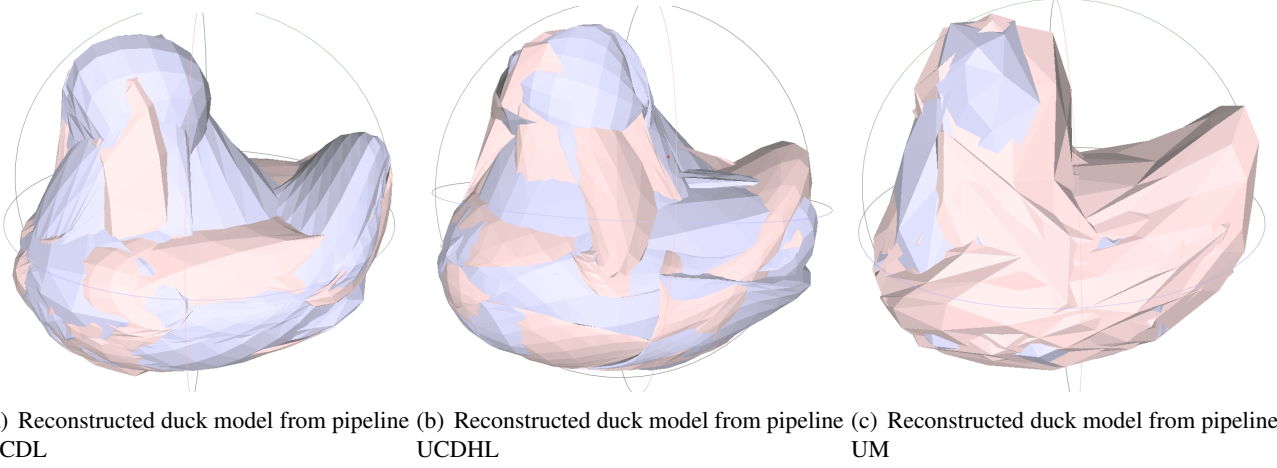 ) Reconstructed duck model from pipeline
CDL
(b) Reconstructed duck model from pipeline
UCDHL
(c) Reconstructed duck model from pipeline
UM